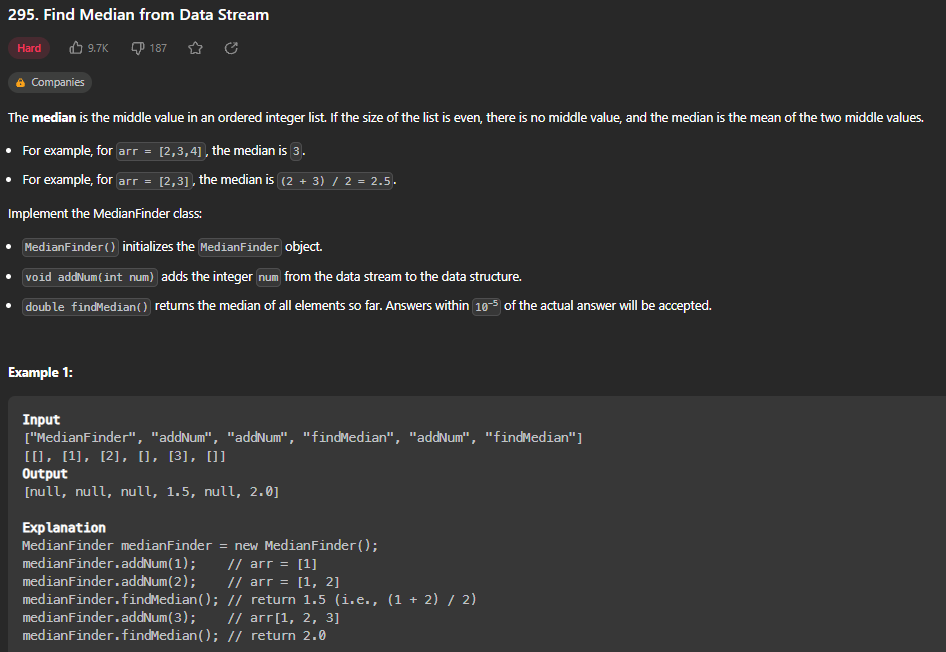 295. Find Median from Data Stream
Hard 9.7K 187
Companies
The median is the middle value in an ordered integer list. If the size of the list is even, there is no middle value, and the median is the mean of the two middle values.
• For example, for arr = [2,3,4], the median is 3.
• For example, for arr = [2,3], the median is (2 + 3) / 2 = 2.5.
Implement the MedianFinder class:
• MedianFinder() initializes the MedianFinder object.
• void addNum(int num) adds the integer num from the data stream to the data structure.
• double findMedian() returns the median of all elements so far. Answers within 10⁻⁵ of the actual answer will be accepted.
Example 1:
Input
["MedianFinder", "addNum", "addNum", "findMedian", "addNum", "findMedian"]
[[], [1], [2], [], [3], []]
Output
[null, null, null, 1.5, null, 2.0]
Explanation
MedianFinder medianFinder = new MedianFinder();
medianFinder.addNum(1);    // arr = [1]
medianFinder.addNum(2);    // arr = [1, 2]
medianFinder.findMedian(); // return 1.5 (i.e., (1 + 2) / 2)
medianFinder.addNum(3);    // arr[1, 2, 3]
medianFinder.findMedian(); // return 2.0